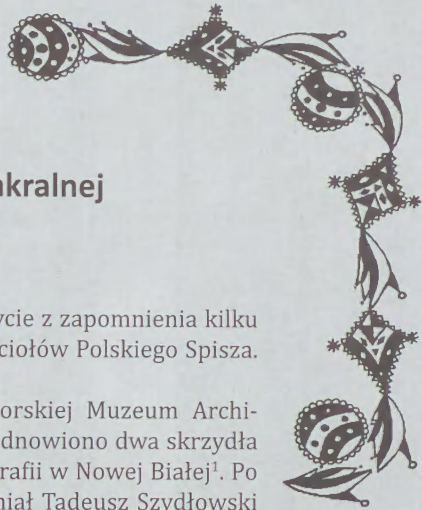 akralnej
ycie z zapomnienia kilku
ciołów Polskiego Spisza.
orskiej Muzeum Archi-
dnowiono dwa skrzydła
rafii w Nowej Białej¹. Po
niał Tadeusz Szydłowski